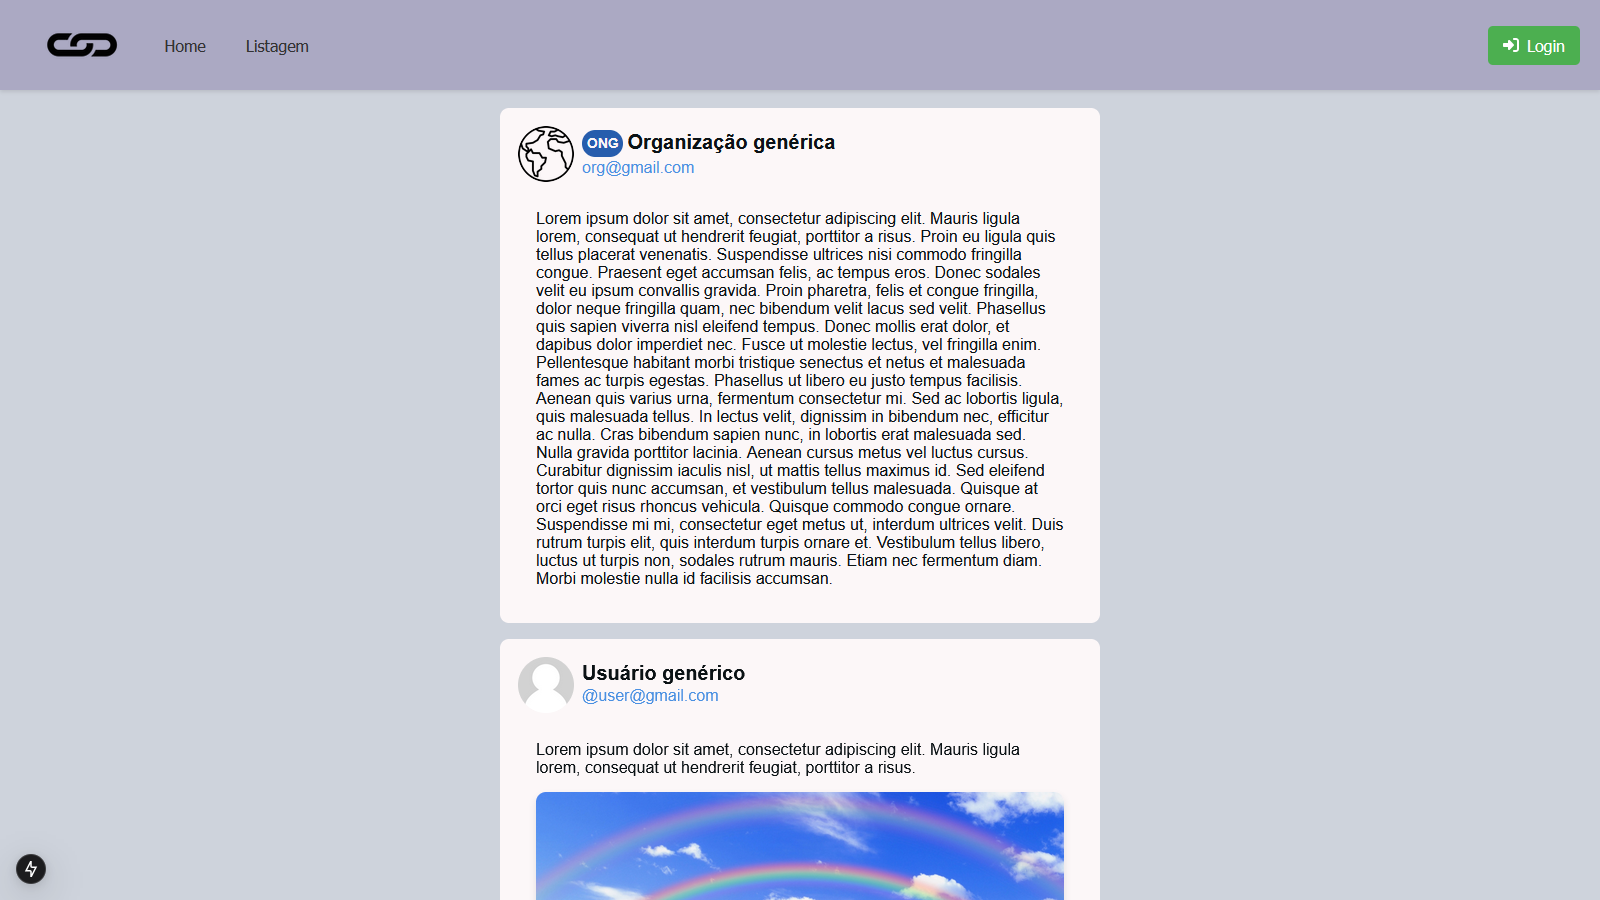 Home
Listagem
Login
ONG Organização genérica
org@gmail.com
Lorem ipsum dolor sit amet, consectetur adipiscing elit. Mauris ligula
lorem, consequat ut hendrerit feugiat, porttitor a risus. Proin eu ligula quis
tellus placerat venenatis. Suspendisse ultrices nisi commodo fringilla
congue. Praesent eget accumsan felis, ac tempus eros. Donec sodales
velit eu ipsum convallis gravida. Proin pharetra, felis et congue fringilla,
dolor neque fringilla quam, nec bibendum velit lacus sed velit. Phasellus
quis sapien viverra nisl eleifend tempus. Donec mollis erat dolor, et
dapibus dolor imperdiet nec. Fusce ut molestie lectus, vel fringilla enim.
Pellentesque habitant morbi tristique senectus et netus et malesuada
fames ac turpis egestas. Phasellus ut libero eu justo tempus facilisis.
Aenean quis varius urna, fermentum consectetur mi. Sed ac lobortis ligula,
quis malesuada tellus. In lectus velit, dignissim in bibendum nec, efficitur
ac nulla. Cras bibendum sapien nunc, in lobortis erat malesuada sed.
Nulla gravida porttitor lacinia. Aenean cursus metus vel luctus cursus.
Curabitur dignissim iaculis nisl, ut mattis tellus maximus id. Sed eleifend
tortor quis nunc accumsan, et vestibulum tellus malesuada. Quisque at
orci eget risus rhoncus vehicula. Quisque commodo congue ornare.
Suspendisse mi mi, consectetur eget metus ut, interdum ultrices velit. Duis
rutrum turpis elit, quis interdum turpis ornare et. Vestibulum tellus libero,
luctus ut turpis non, sodales rutrum mauris. Etiam nec fermentum diam.
Morbi molestie nulla id facilisis accumsan.
Usuário genérico
@user@gmail.com
Lorem ipsum dolor sit amet, consectetur adipiscing elit. Mauris ligula
lorem, consequat ut hendrerit feugiat, porttitor a risus.